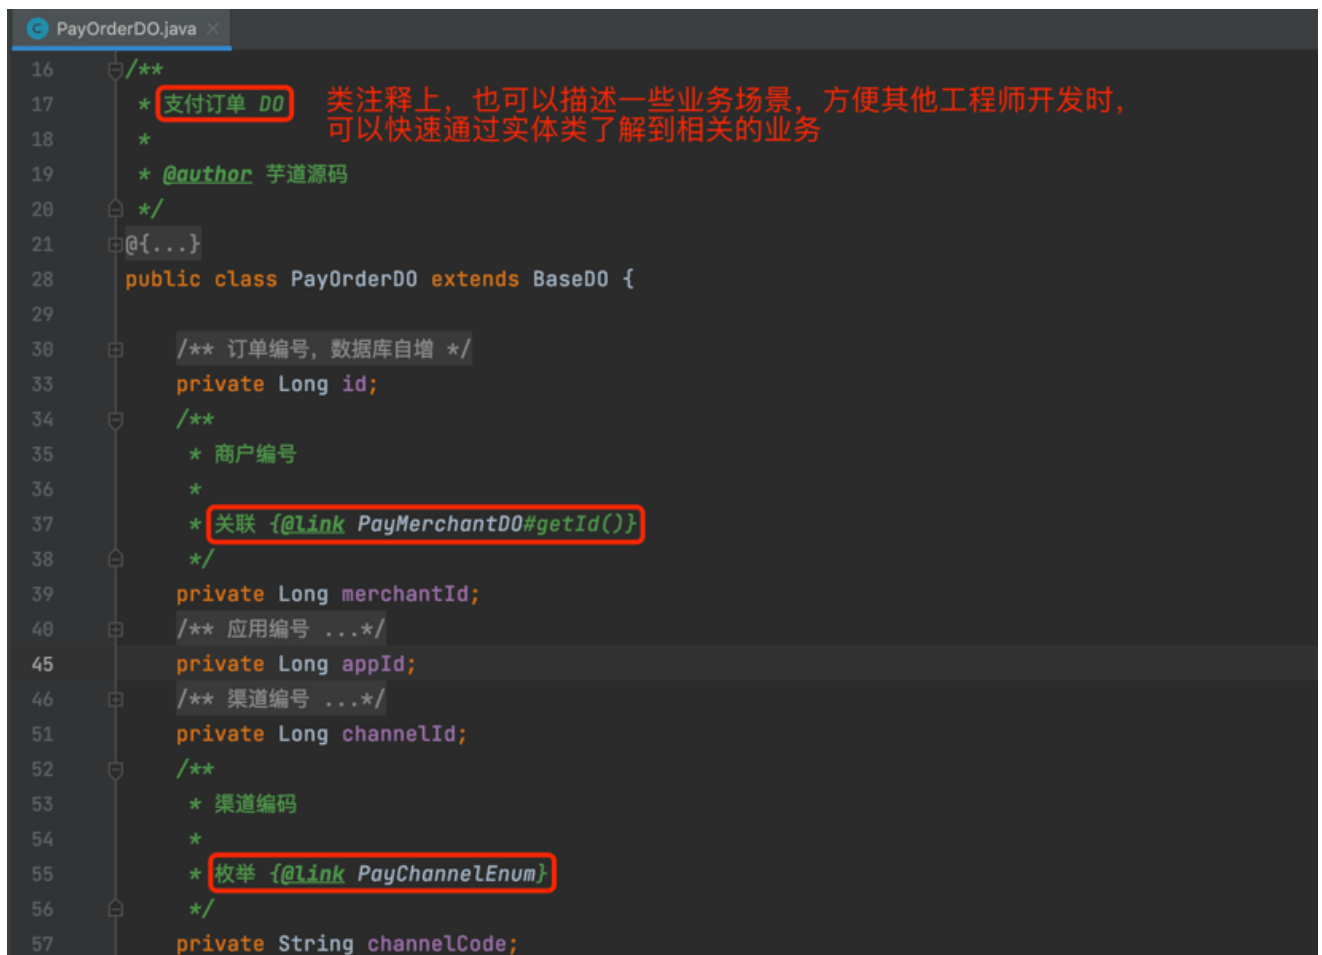 PayOrderDO.java
16 /**
17 * 支付订单 DO 类注释上，也可以描述一些业务场景，方便其他工程师开发时，
可以快速通过实体类了解到相关的业务
18 *
19 * @author 芋道源码
20 */
21 @{...}
28 public class PayOrderDO extends BaseDO {
29
30 /** 订单编号，数据库自增 */
33 private Long id;
34 /**
35 * 商户编号
36 *
37 * 关联 {@link PayMerchantDO#getId()}
38 */
39 private Long merchantId;
40 /** 应用编号 ...*/
45 private Long appId;
46 /** 渠道编号 ...*/
51 private Long channelId;
52 /**
53 * 渠道编码
54 *
55 * 枚举 {@link PayChannelEnum}
56 */
57 private String channelCode;